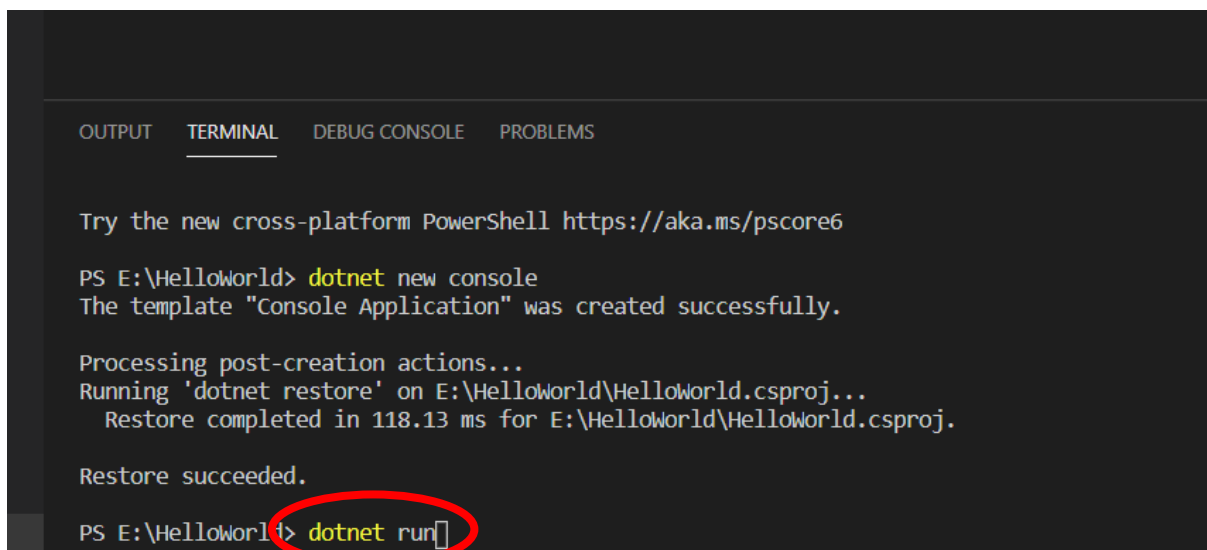 OUTPUT TERMINAL DEBUG CONSOLE PROBLEMS
Try the new cross-platform PowerShell https://aka.ms/pscore6
PS E:\HelloWorld> dotnet new console
The template "Console Application" was created successfully.
Processing post-creation actions...
Running 'dotnet restore' on E:\HelloWorld\HelloWorld.csproj...
Restore completed in 118.13 ms for E:\HelloWorld\HelloWorld.csproj.
Restore succeeded.
PS E:\HelloWorld> dotnet run